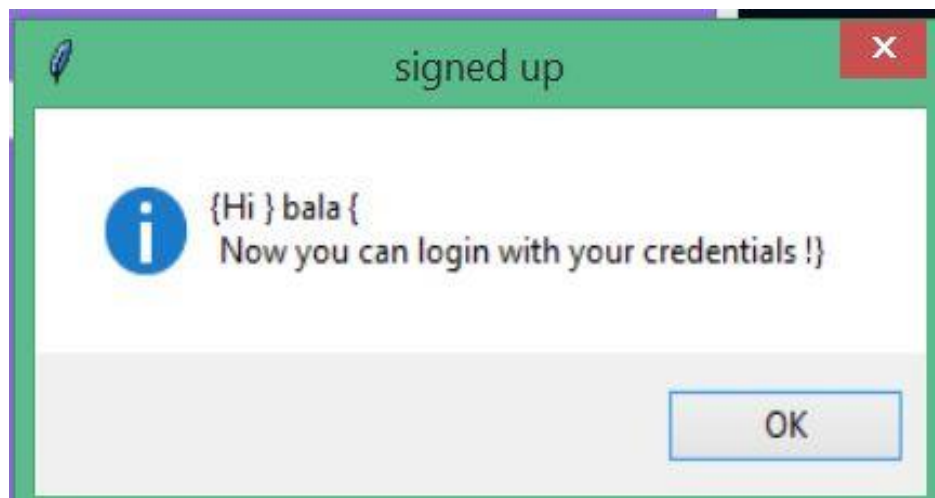 signed up
{Hi } bala {
Now you can login with your credentials !}
OK